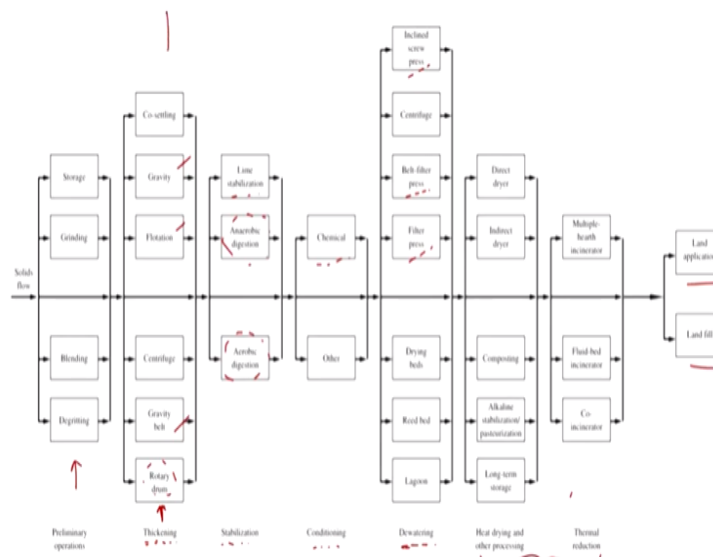 Solids
flow
Storage
Grinding
Blending
Degritting
Preliminary
operations
Co-settling
Gravity
Flotation
Centrifuge
Gravity
belt
Rotary
drum
Thickening
Lime
stabilization
Anaerobic
digestion
Aerobic
digestion
Stabilization
Chemical
Other
Conditioning
Inclined
screw
press
Centrifuge
Belt-filter
press
Filter
press
Drying
beds
Reed bed
Lagoon
Dewatering
Direct
dryer
Indirect
dryer
Composting
Alkaline
stabilization/
pasteurization
Long-term
storage
Heat drying and
other processing
Multiple-
hearth
incinerator
Fluid-bed
incinerator
Co-
incinerator
Thermal
reduction
Land
application
Land fill